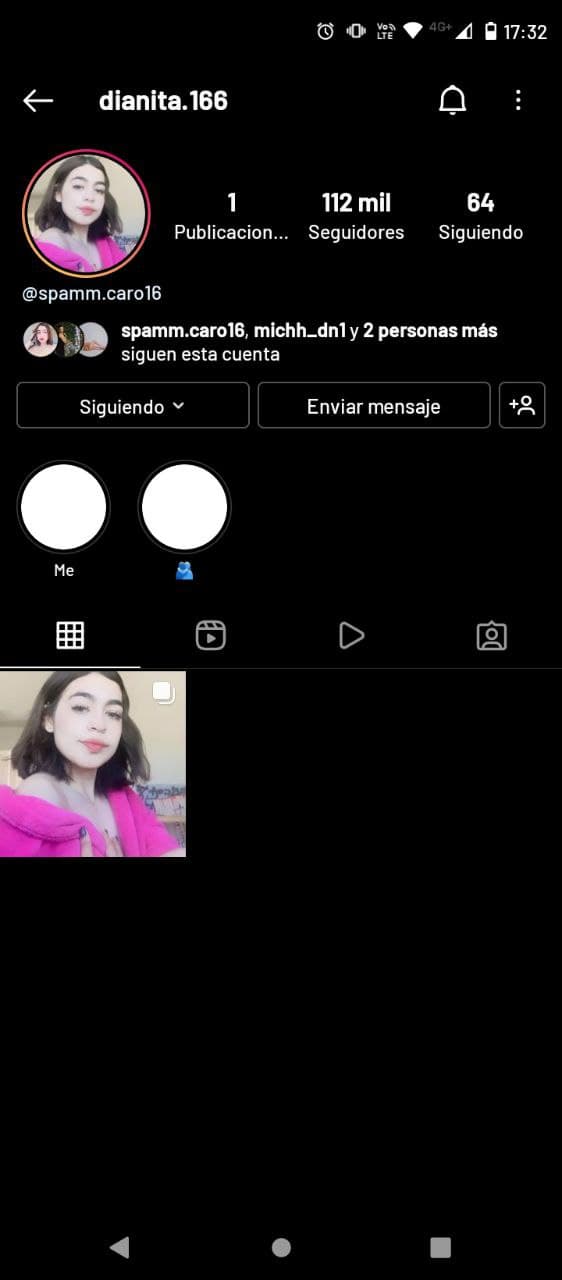 Vo LTE 4G+ 17:32
dianita.166
1 112 mil 64
Publicacion... Seguidores Siguiendo
@spamm.caro16
spamm.caro16, michh_dn1 y 2 personas más
siguen esta cuenta
Siguiendo Enviar mensaje
Me